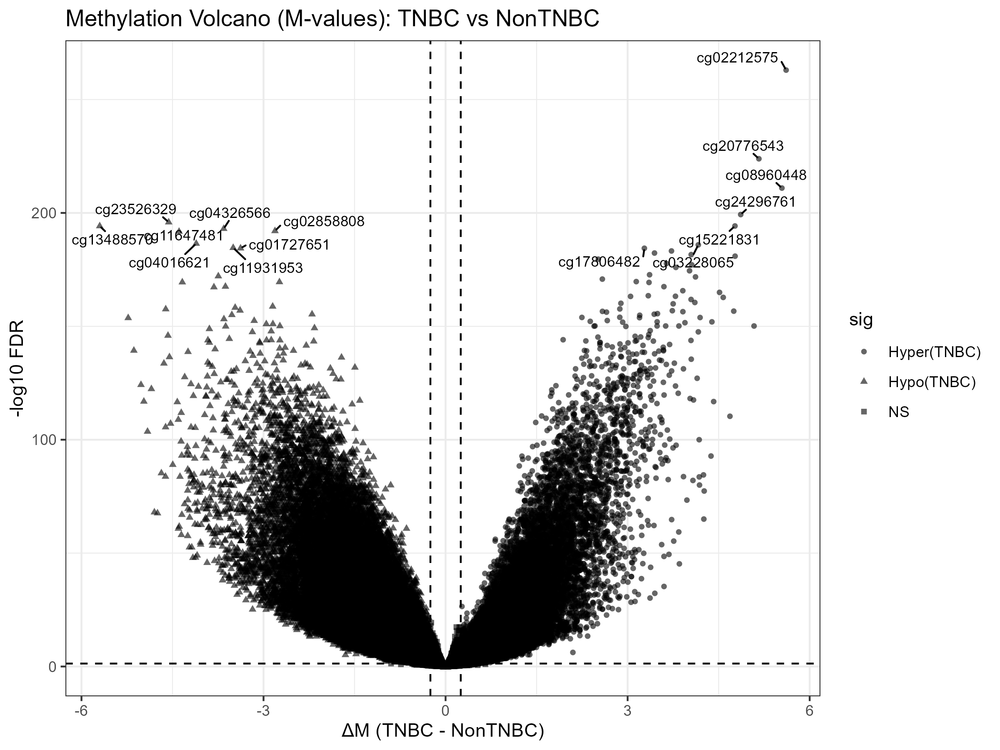 Methylation Volcano (M-values): TNBC vs NonTNBC
cg02212575
cg20776543
cg08960448
cg24296761
cg23526329
cg04326566
cg02858808
cg13488570
cg11647481
cg15221831
cg01727651
cg04016621
cg11931953
cg17806482
cg03228065
200
100
0
-log10 FDR
-6
-3
0
3
6
ΔM (TNBC - NonTNBC)
sig
Hyper(TNBC)
Hypo(TNBC)
NS